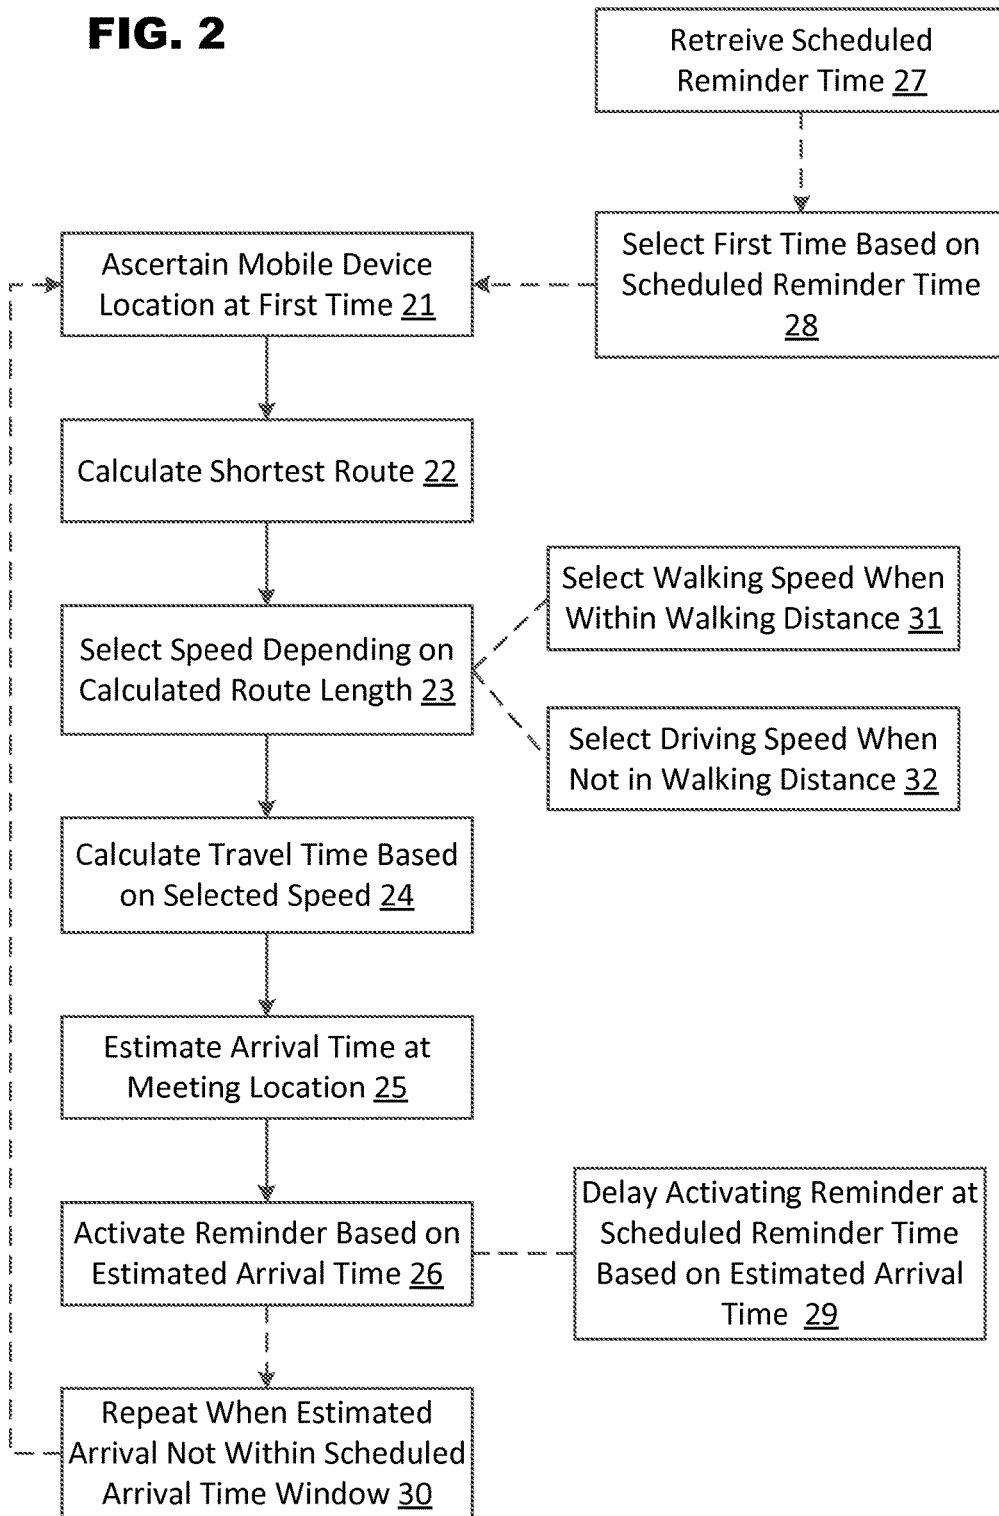 FIG. 2
Retreive Scheduled
Reminder Time 27
Select First Time Based on
Scheduled Reminder Time
28
Ascertain Mobile Device
Location at First Time 21
Calculate Shortest Route 22
Select Speed Depending on
Calculated Route Length 23
Select Walking Speed When
Within Walking Distance 31
Select Driving Speed When
Not in Walking Distance 32
Calculate Travel Time Based
on Selected Speed 24
Estimate Arrival Time at
Meeting Location 25
Activate Reminder Based on
Estimated Arrival Time 26
Delay Activating Reminder at
Scheduled Reminder Time
Based on Estimated Arrival
Time 29
Repeat When Estimated
Arrival Not Within Scheduled
Arrival Time Window 30